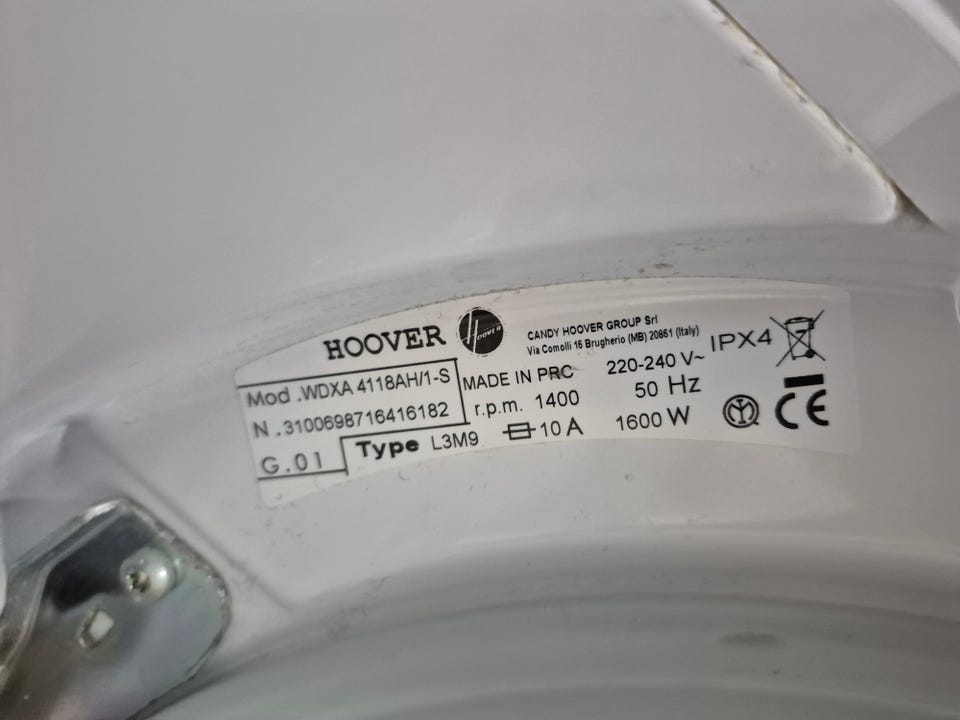 HOOVER
HOOVER
CANDY HOOVER GROUP Srl
Via Comolli 16 Brugherio (MB) 20861 (Italy)
IPX4
Mod .WDXA 4118AH/1-S
N .3100698716416182
G.01
Type L3M9
MADE IN PRC
r.p.m. 1400
10 A
220-240 V~
50 Hz
1600 W
CE